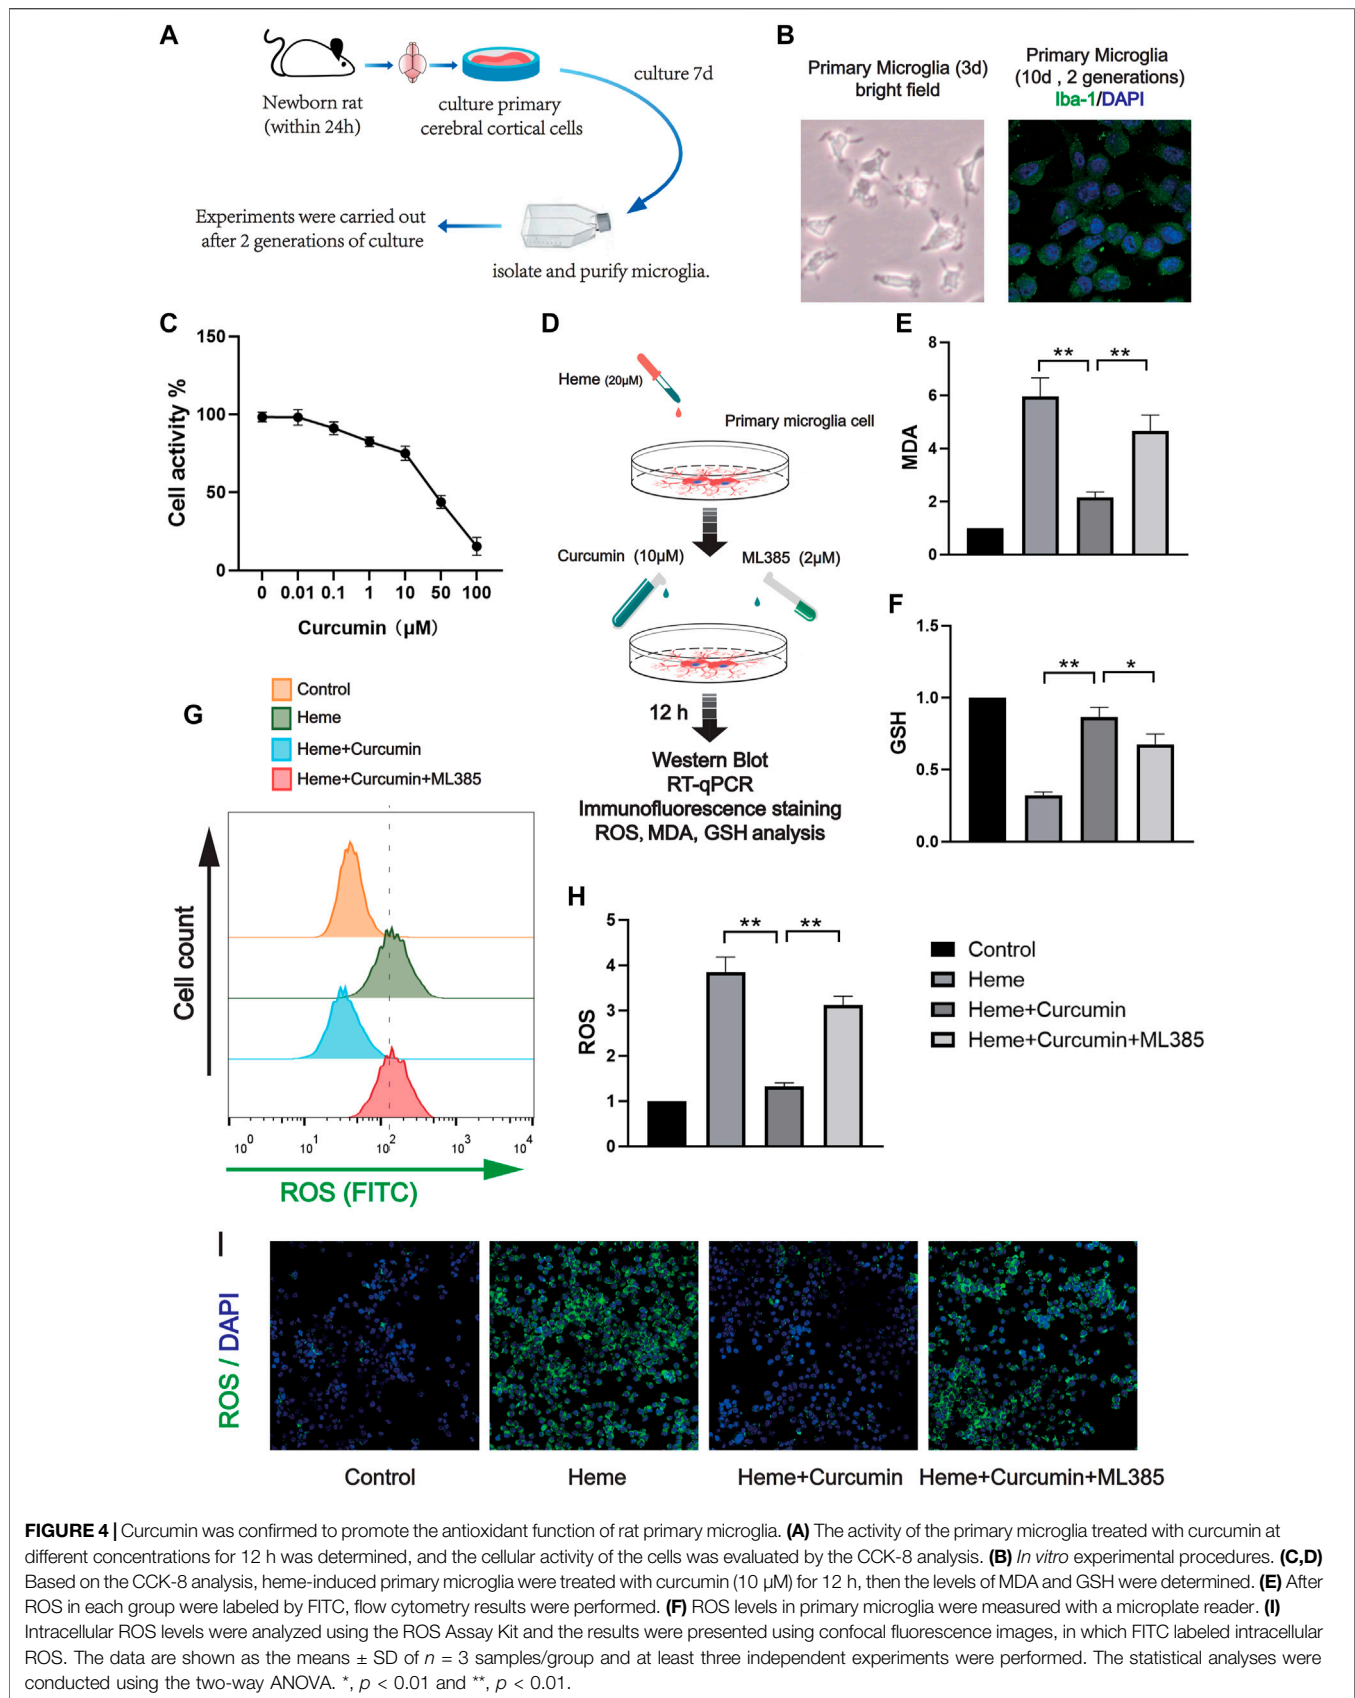 A
Newborn rat
(within 24h)
culture primary
cerebral cortical cells
culture 7d
Experiments were carried out
after 2 generations of culture
isolate and purify microglia.
B
Primary Microglia (3d)
bright field
Primary Microglia
(10d , 2 generations)
Iba-1/DAPI
C
Cell activity %
150
100
50
0
0 0.01 0.1 1 10 50 100
Curcumin (μM)
D
Heme (20μM)
Primary microglia cell
Curcumin (10μM)
ML385 (2μM)
12 h
Western Blot
RT-qPCR
Immunofluorescence staining
ROS, MDA, GSH analysis
E
MDA
8
6
4
2
0
** **
F
GSH
1.5
1.0
0.5
0.0
** *
G
Control
Heme
Heme+Curcumin
Heme+Curcumin+ML385
Cell count
10^0 10^1 10^2 10^3 10^4
ROS (FITC)
H
ROS
5
4
3
2
1
0
** **
Control
Heme
Heme+Curcumin
Heme+Curcumin+ML385
I
ROS / DAPI
Control
Heme
Heme+Curcumin
Heme+Curcumin+ML385
FIGURE 4 | Curcumin was confirmed to promote the antioxidant function of rat primary microglia. (A) The activity of the primary microglia treated with curcumin at
different concentrations for 12 h was determined, and the cellular activity of the cells was evaluated by the CCK-8 analysis. (B) In vitro experimental procedures. (C,D)
Based on the CCK-8 analysis, heme-induced primary microglia were treated with curcumin (10 μM) for 12 h, then the levels of MDA and GSH were determined. (E) After
ROS in each group were labeled by FITC, flow cytometry results were performed. (F) ROS levels in primary microglia were measured with a microplate reader. (I)
Intracellular ROS levels were analyzed using the ROS Assay Kit and the results were presented using confocal fluorescence images, in which FITC labeled intracellular
ROS. The data are shown as the means ± SD of n = 3 samples/group and at least three independent experiments were performed. The statistical analyses were
conducted using the two-way ANOVA. *, p < 0.01 and **, p < 0.01.